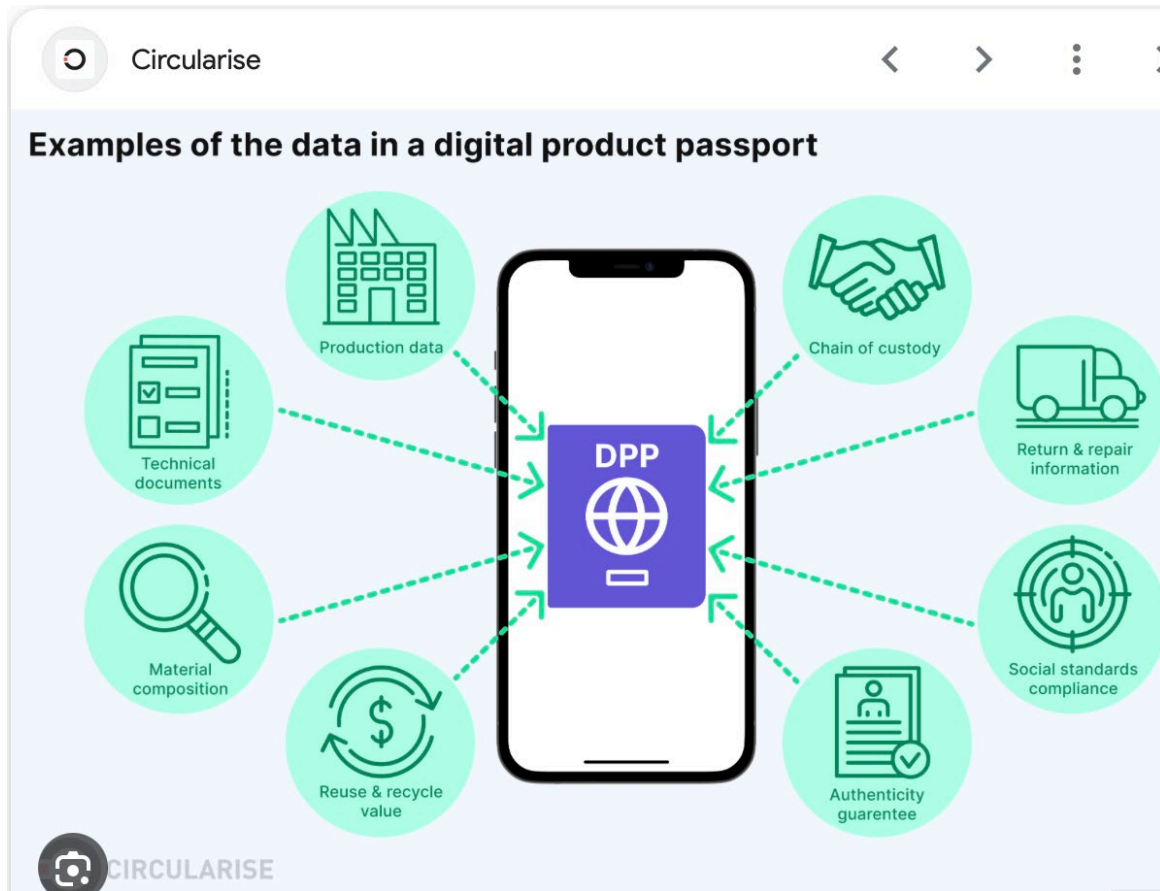 Circularise
Examples of the data in a digital product passport
Production data
Chain of custody
Technical
documents
Return & repair
information
DPP
Material
composition
Social standards
compliance
Reuse & recycle
value
Authenticity
guarentee
CIRCULARISE